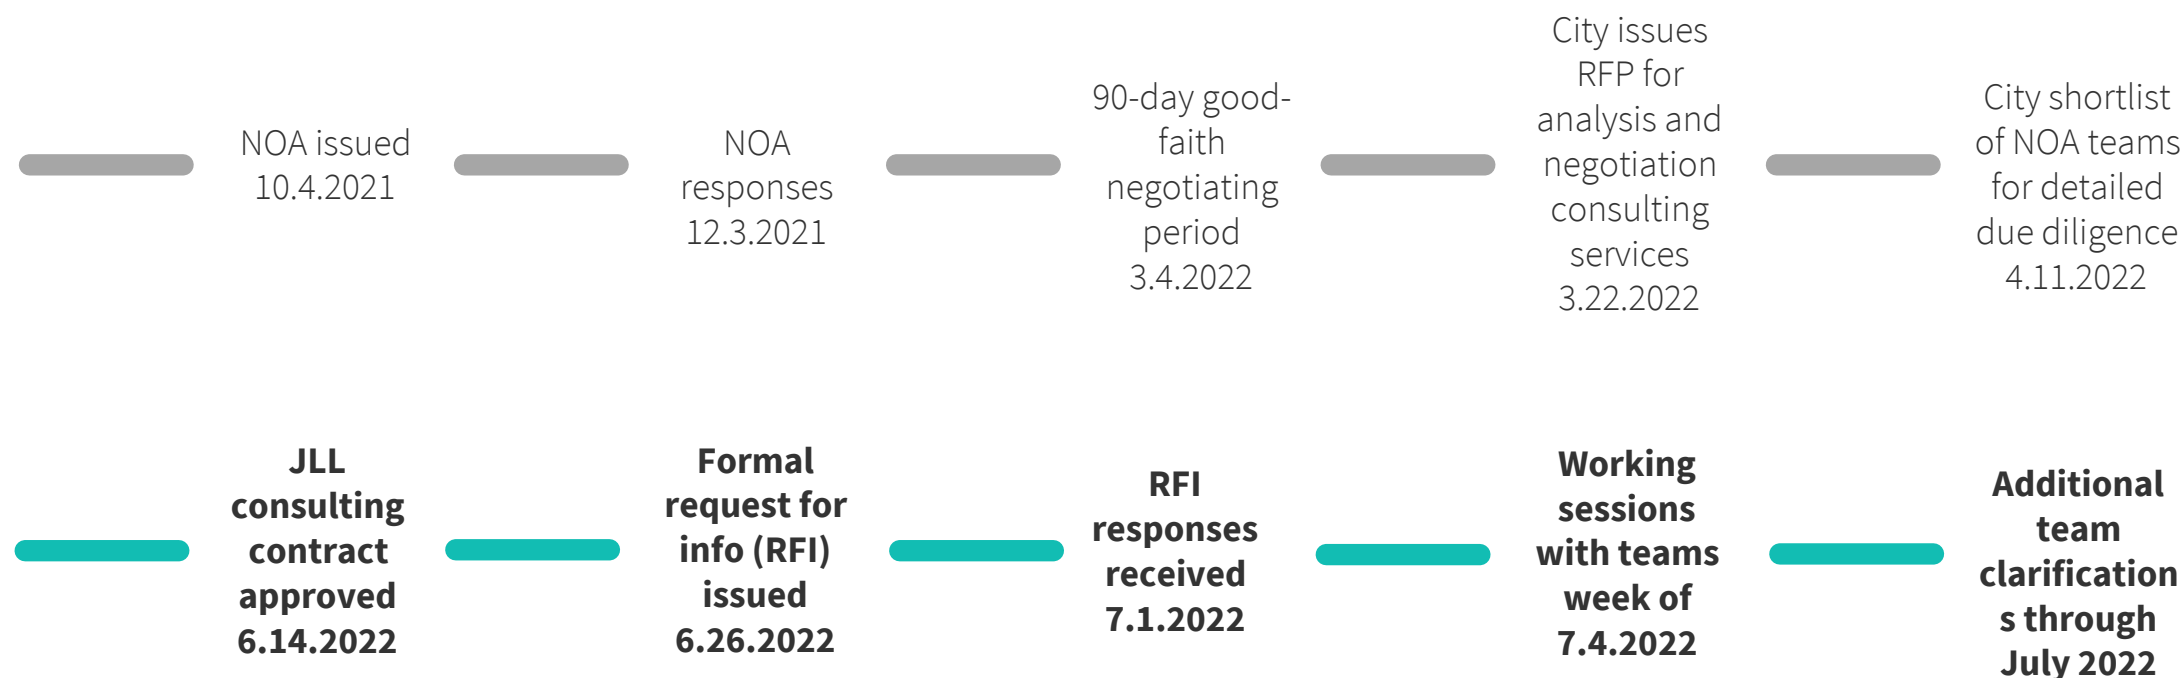 NOA issued
10.4.2021
NOA
responses
12.3.2021
90-day good-
faith
negotiating
period
3.4.2022
City issues
RFP for
analysis and
negotiation
consulting
services
3.22.2022
City shortlist
of NOA teams
for detailed
due diligence
4.11.2022
JLL
consulting
contract
approved
6.14.2022
Formal
request for
info (RFI)
issued
6.26.2022
RFI
responses
received
7.1.2022
Working
sessions
with teams
week of
7.4.2022
Additional
team
clarification
s through
July 2022